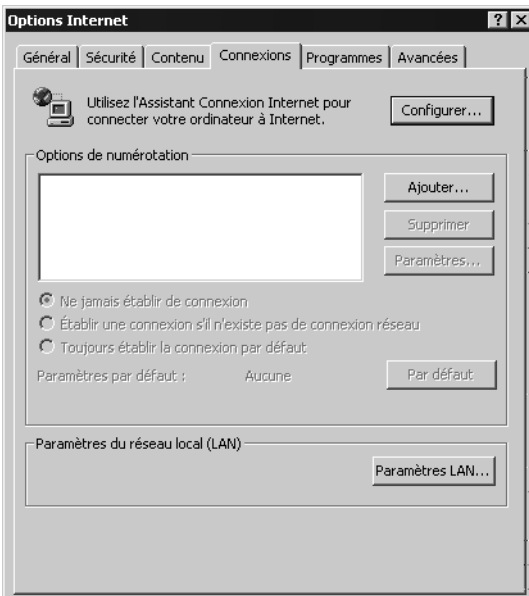 Options Internet
Général
Sécurité
Contenu
Connexions
Programmes
Avancées
Utilisez l'Assistant Connexion Internet pour
connecter votre ordinateur à Internet.
Configurer...
Options de numérotation
Ajouter...
Supprimer
Paramètres...
Ne jamais établir de connexion
Établir une connexion s'il n'existe pas de connexion réseau
Toujours établir la connexion par défaut
Paramètres par défaut :
Aucune
Par défaut
Paramètres du réseau local (LAN)
Paramètres LAN...